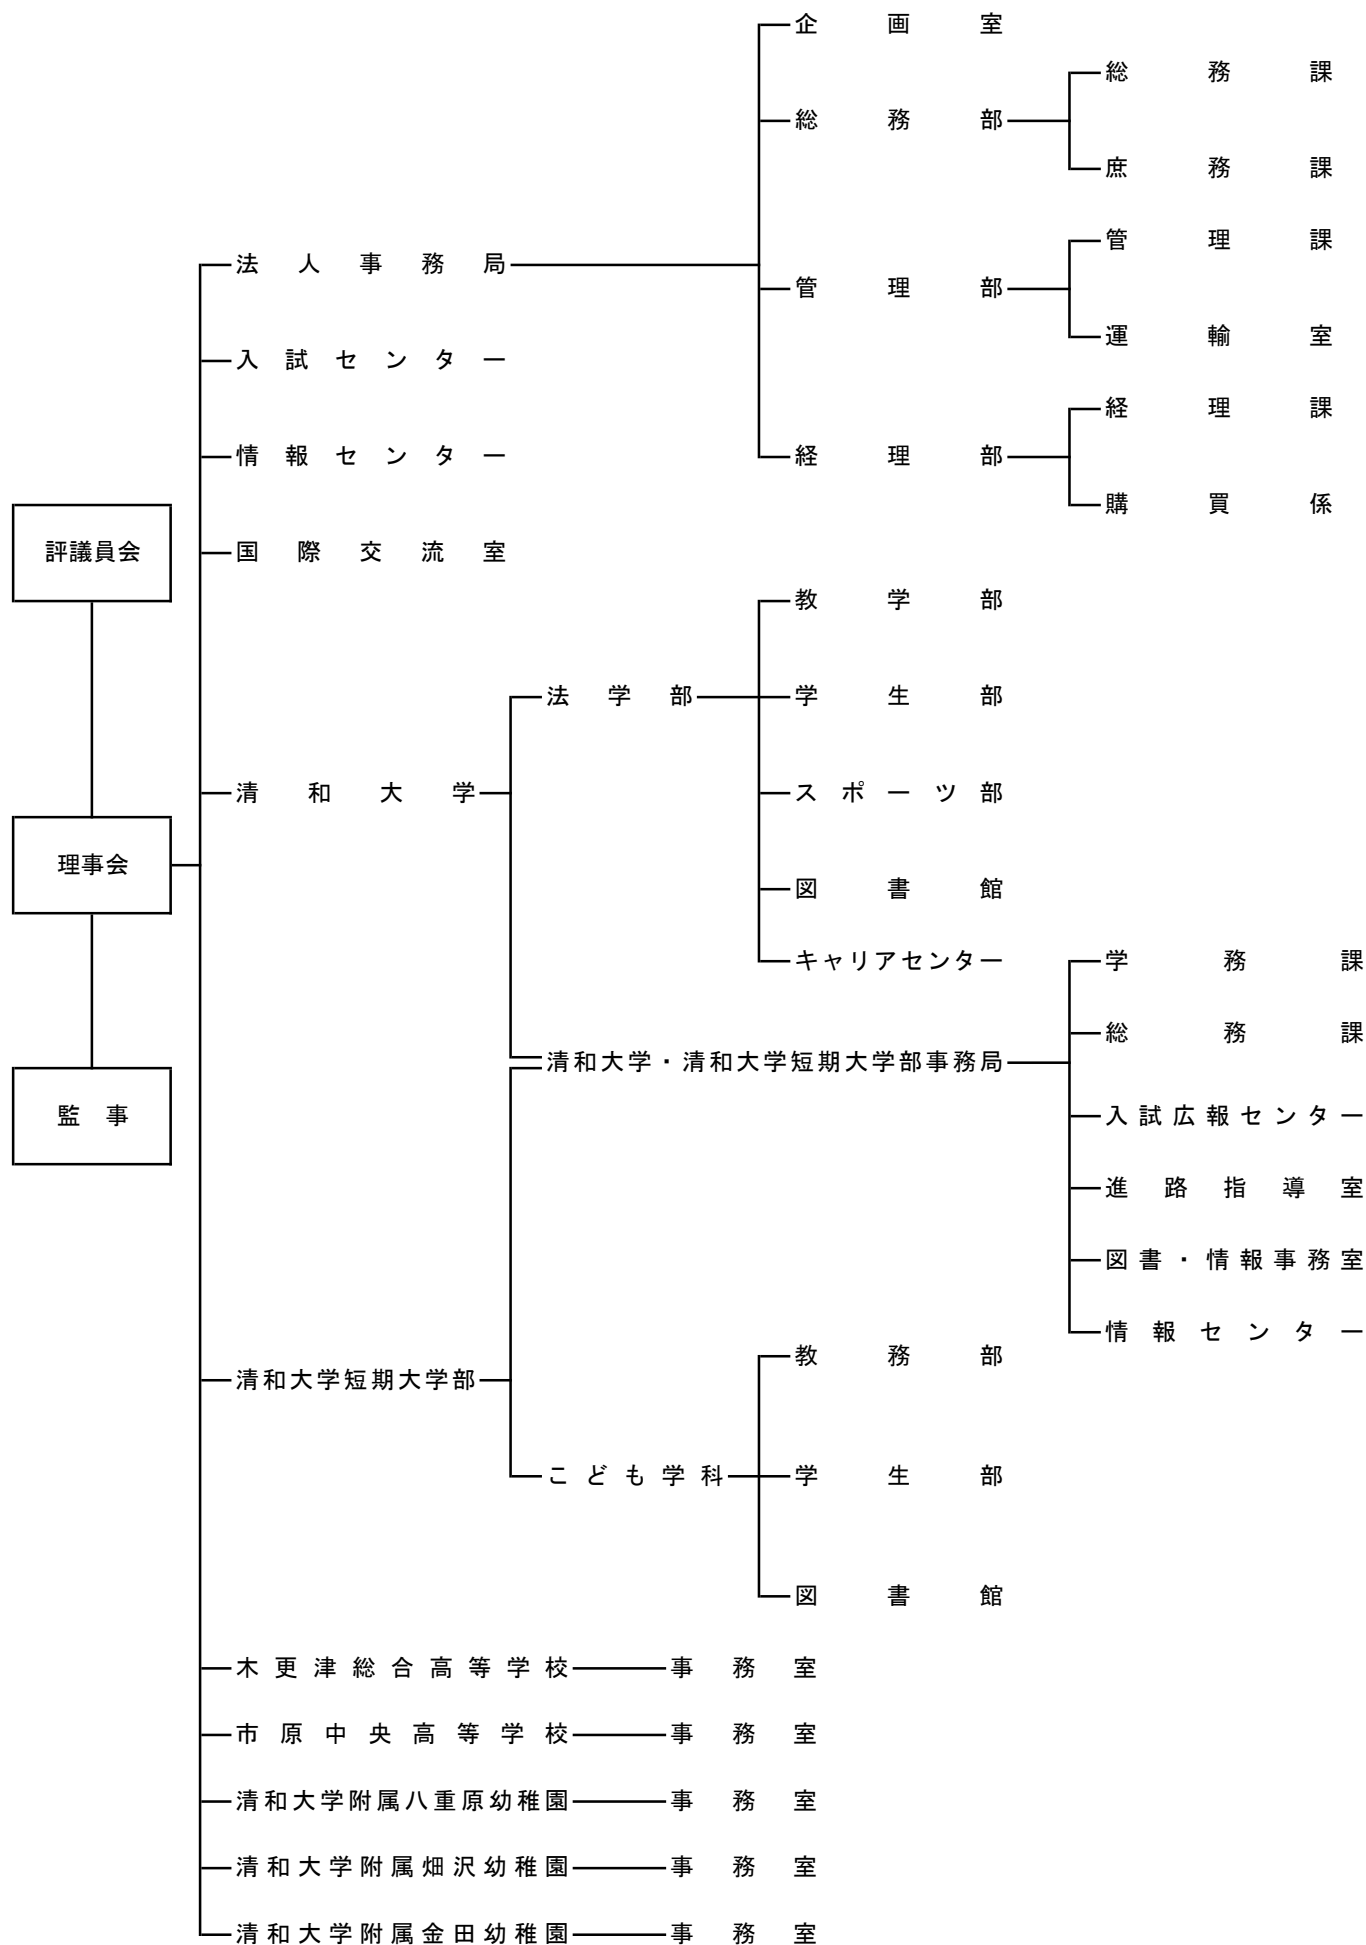 企画室
総務課
総務部
庶務課
管理課
法人事務局
管理部
運輸室
入試センター
経理課
情報センター
経理部
購買係
評議員会
国際交流室
教学部
法学部
学生部
清和大学
スポーツ部
理事会
図書館
キャリアセンター
学務課
総務課
清和大学・清和大学短期大学部事務局
監事
入試広報センター
進路指導室
図書・情報事務室
情報センター
教務部
清和大学短期大学部
こども学科
学生部
図書館
木更津総合高等学校 事務室
市原中央高等学校 事務室
清和大学附属八重原幼稚園 事務室
清和大学附属畑沢幼稚園 事務室
清和大学附属金田幼稚園 事務室